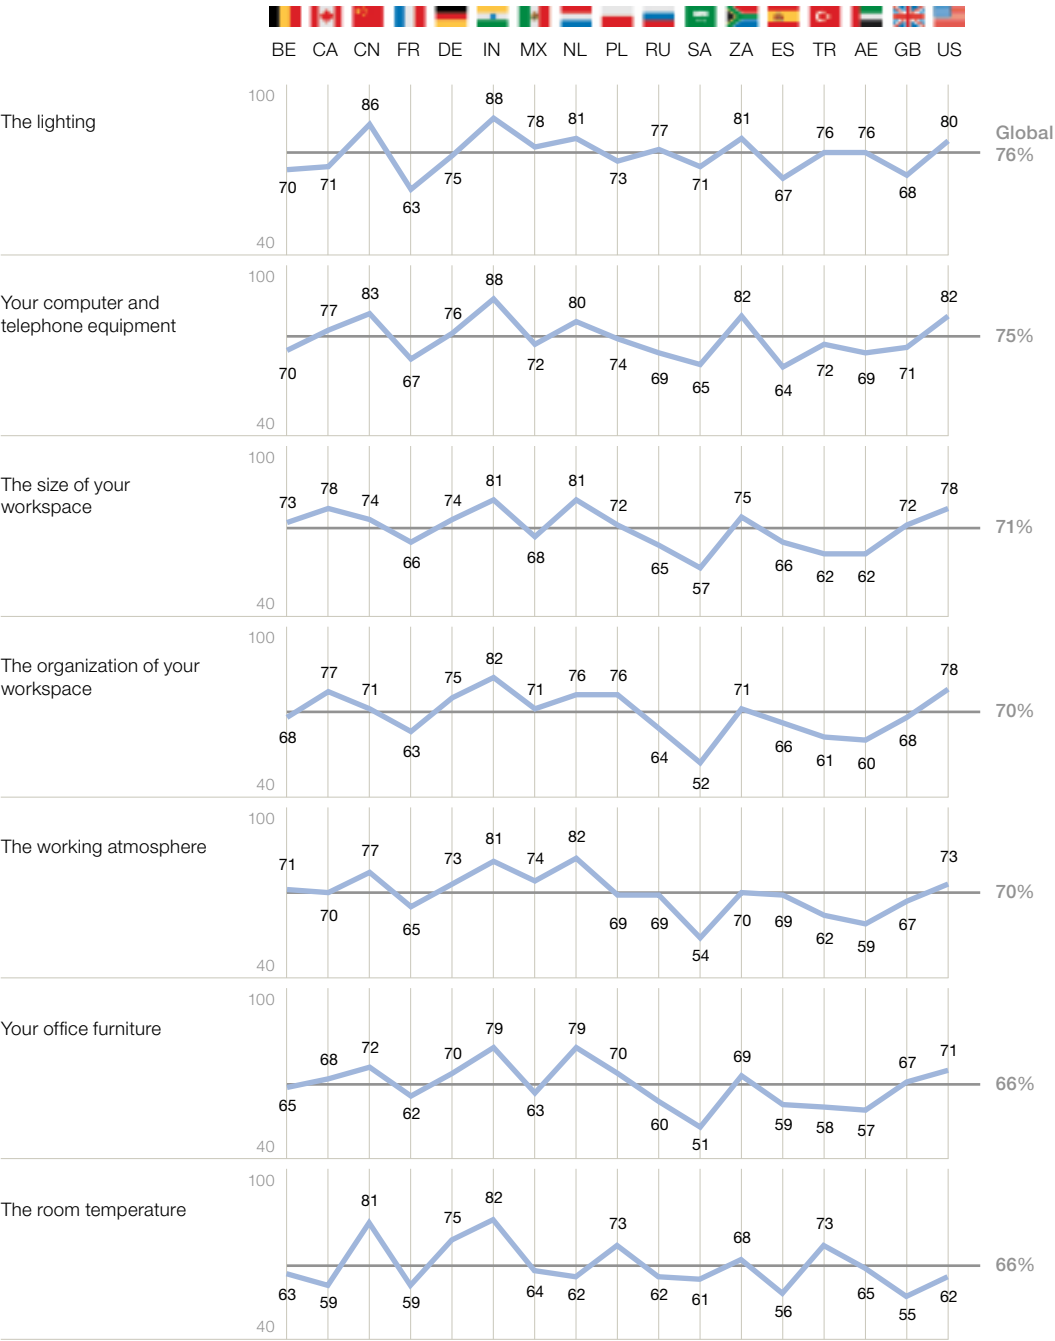 BE CA CN FR DE IN MX NL PL RU SA ZA ES TR AE GB US
100
The lighting
70 71 86 63 75 88 78 81 73 77 71 81 67 76 76 68 80
Global
76%
40
100
Your computer and
telephone equipment
70 77 83 67 76 88 72 80 74 69 65 82 64 72 69 71 82
75%
40
100
The size of your
workspace
73 78 74 66 74 81 68 81 72 65 57 75 66 62 62 72 78
71%
40
100
The organization of your
workspace
68 77 71 63 75 82 71 76 76 64 52 71 66 61 60 68 78
70%
40
100
The working atmosphere
71 70 77 65 73 81 74 82 69 69 54 70 69 62 59 67 73
70%
40
100
Your office furniture
65 68 72 62 70 79 63 79 70 60 51 69 59 58 57 67 71
66%
40
100
The room temperature
63 59 81 59 75 82 64 62 73 62 61 68 56 73 65 55 62
66%
40